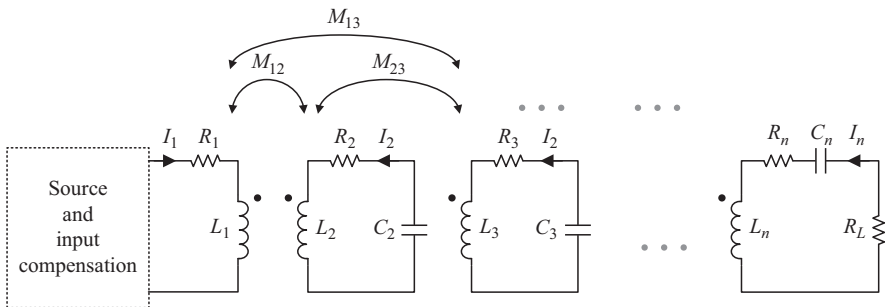 M13
M12
M23
I1 R1
R2 I2
R3 I2
Rn Cn In
Source
and
input
compensation
L1
L2
C2
L3
C3
Ln
RL